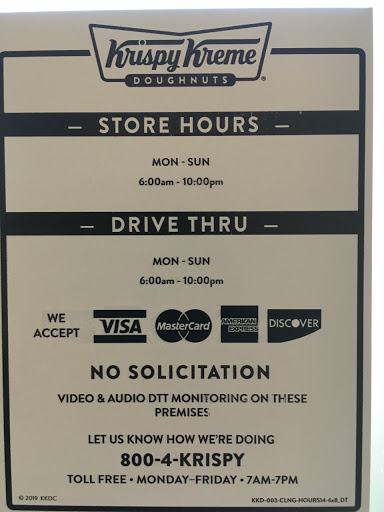 Krispy Kreme
DOUGHNUTS ®
— STORE HOURS —
MON - SUN
6:00am - 10:00pm
— DRIVE THRU —
MON - SUN
6:00am - 10:00pm
WE ACCEPT VISA MasterCard AMERICAN EXPRESS DISCOVER
NO SOLICITATION
VIDEO & AUDIO DTT MONITORING ON THESE
PREMISES
LET US KNOW HOW WE'RE DOING
800-4-KRISPY
TOLL FREE • MONDAY–FRIDAY • 7AM-7PM
© 2019 KKDC
KKD-003-CLNG-HOURS14-6x8_DT